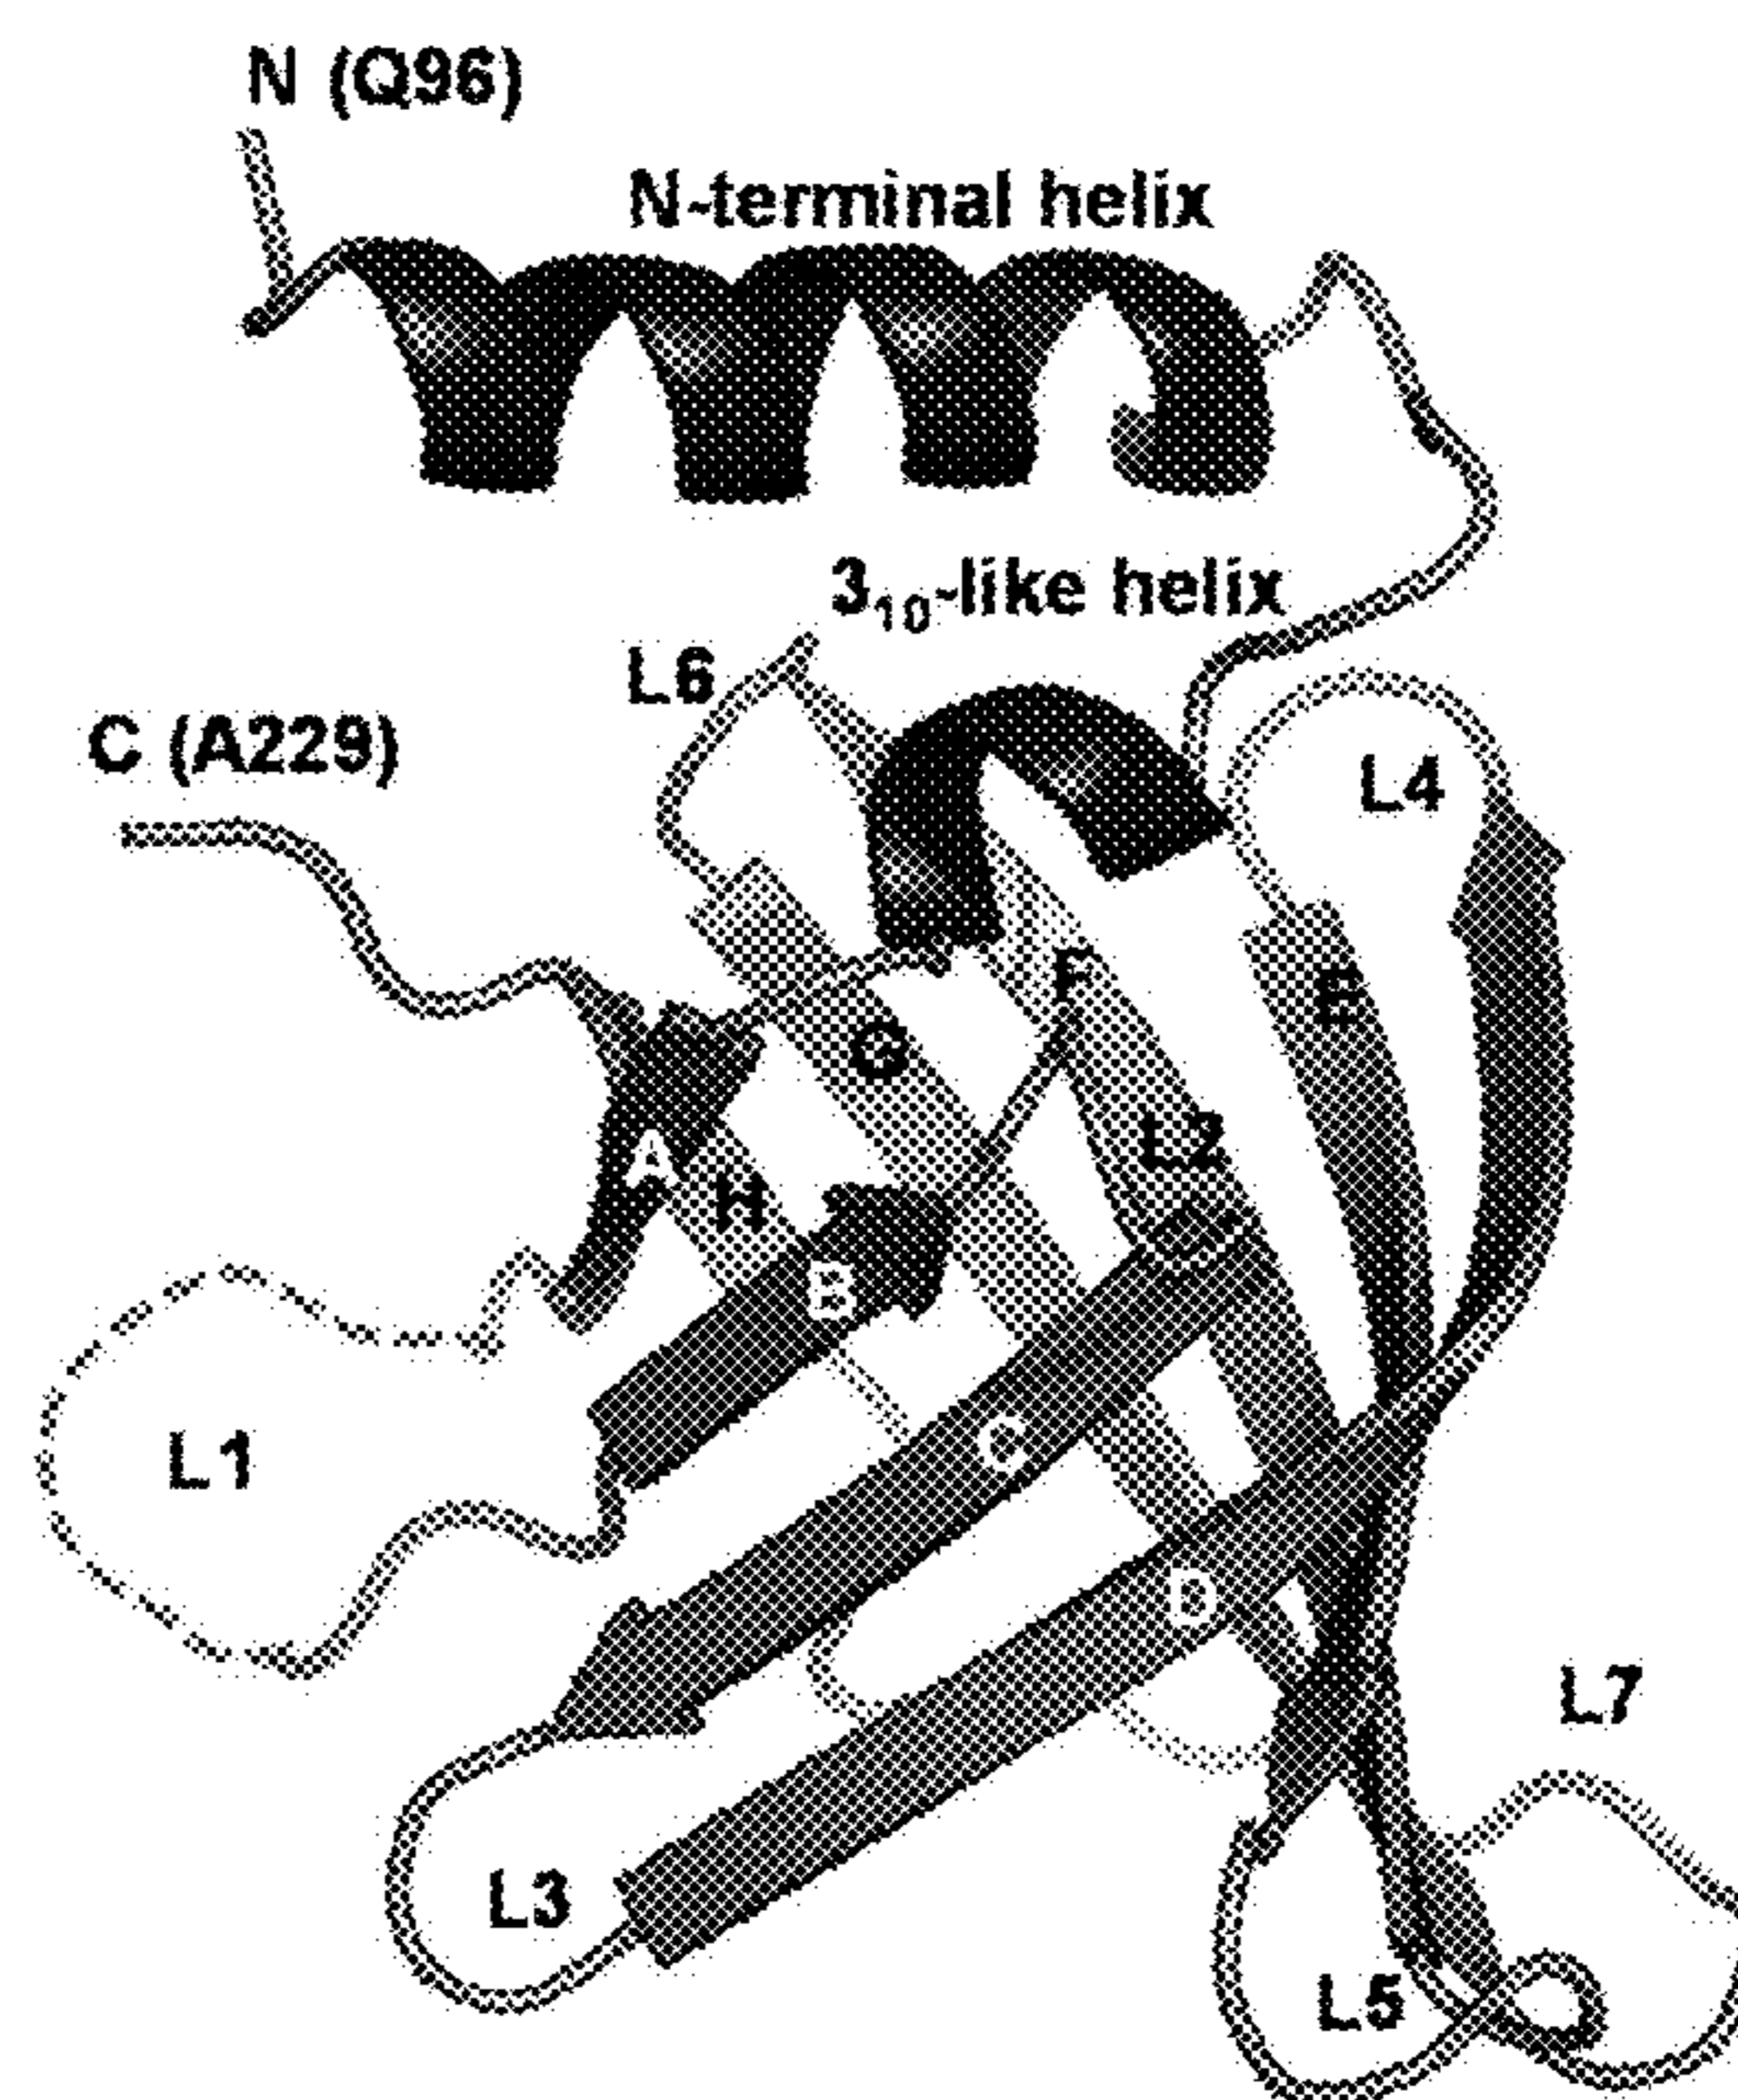 N (Q96)
N-terminal helix
3₁₀-like helix
L6
C (A229)
L4
F
E
G
L2
A
H
B
L1
C
D
L7
L3
L5